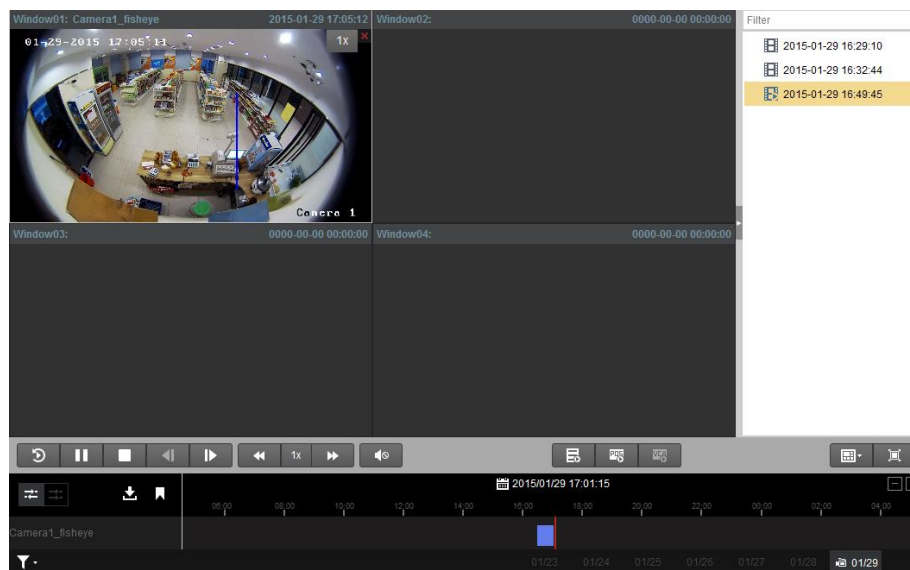 Window01: Camera1_fisheye 2015-01-29 17:05:12
01-29-2015 17:05:11 1x
Camera 1
Window02: 0000-00-00 00:00:00
Window03: 0000-00-00 00:00:00
Window04: 0000-00-00 00:00:00
Filter
2015-01-29 16:29:10
2015-01-29 16:32:44
2015-01-29 16:49:45
1x
2015/01/29 17:01:15
06:00 08:00 10:00 12:00 14:00 16:00 18:00 20:00 22:00 00:00 02:00 04:00
Camera1_fisheye
01/23 01/24 01/25 01/26 01/27 01/28 01/29